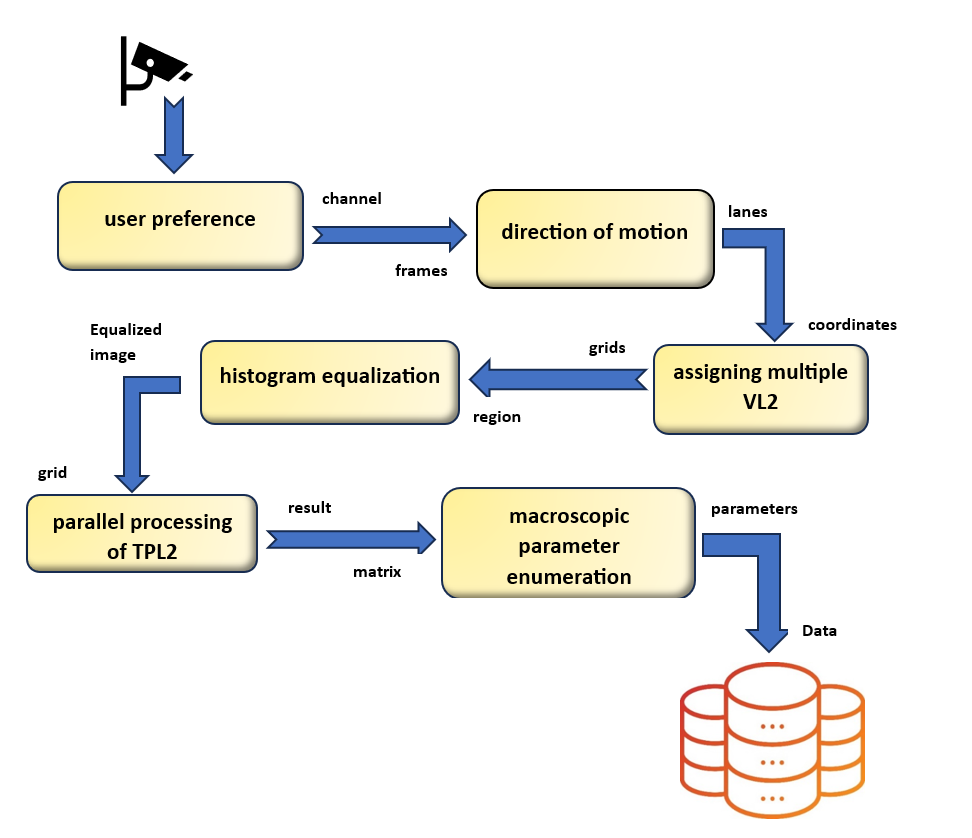 user preference
channel
frames
direction of motion
lanes
coordinates
assigning multiple
VL2
grids
region
histogram equalization
Equalized
image
grid
parallel processing
of TPL2
result
matrix
macroscopic
parameter
enumeration
parameters
Data